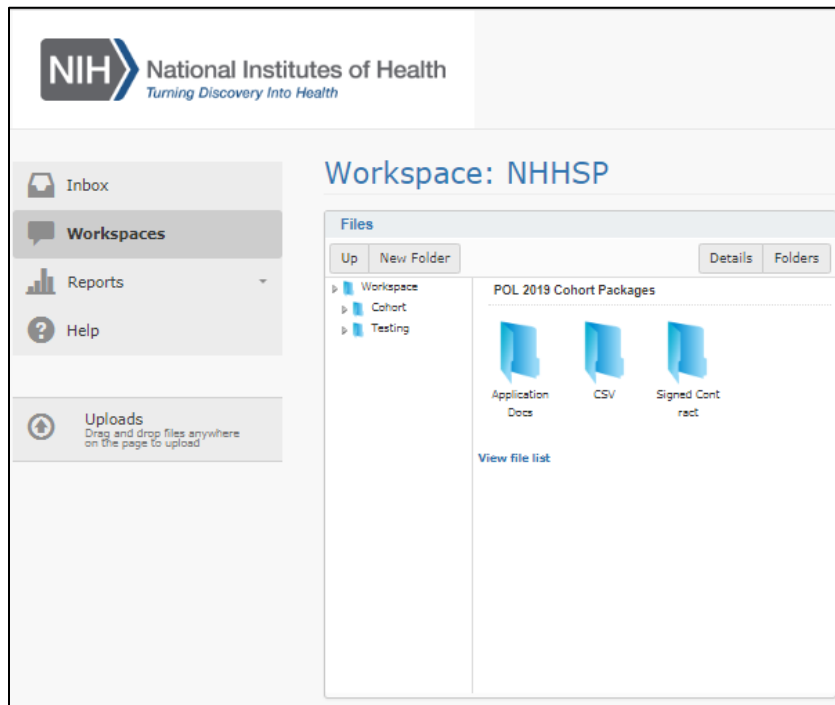 NIH National Institutes of Health
Turning Discovery Into Health
Inbox
Workspaces
Reports
Help
Uploads
Drag and drop files anywhere
on the page to upload
Workspace: NHHSP
Files
Up New Folder Details Folders
Workspace
Cohort
Testing
POL 2019 Cohort Packages
Application
Docs
CSV
Signed Cont
ract
View file list